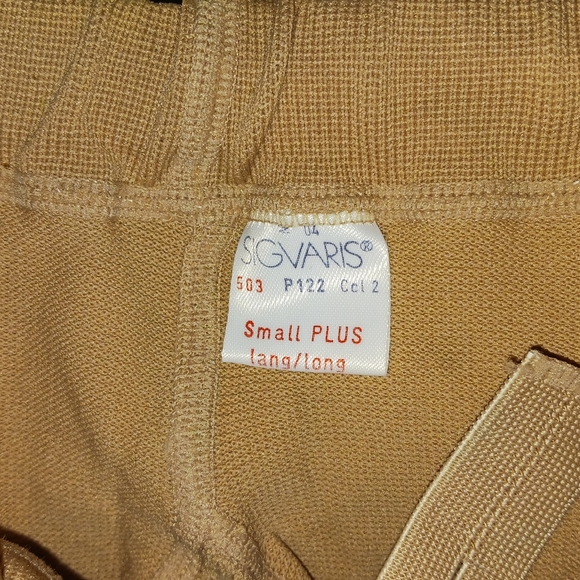 04
SIGVARIS®
503 P122 Ccl 2
Small PLUS
lang/long